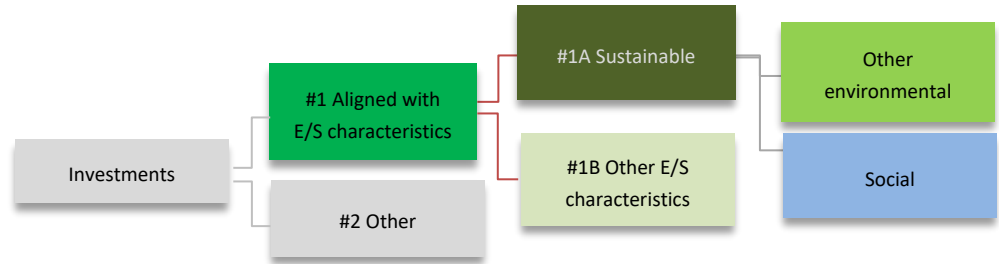 Investments
#1 Aligned with
E/S characteristics
#2 Other
#1A Sustainable
#1B Other E/S
characteristics
Other
environmental
Social